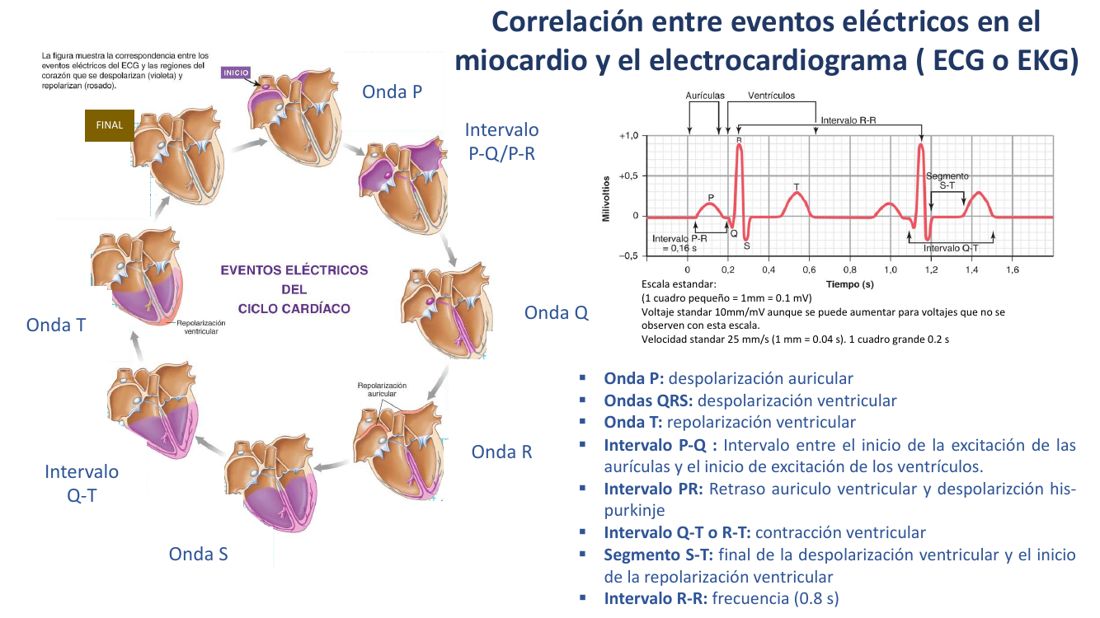 Correlación entre eventos eléctricos en el
miocardio y el electrocardiograma ( ECG o EKG)
La figura muestra la correspondencia entre los
eventos eléctricos del ECG y las regiones del
corazón que se despolarizan (violeta) y
repolarizan (rosado).
INICIO
FINAL
Onda P
Intervalo
P-Q/P-R
Onda Q
Repolarización
auricular
Onda R
Onda S
Intervalo
Q-T
Onda T
Repolarización
ventricular
EVENTOS ELÉCTRICOS
DEL
CICLO CARDÍACO
Aurículas
Ventrículos
Intervalo R-R
+1,0
+0,5
0
–0,5
Milivoltios
R
P
T
Q
S
Segmento
S-T
Intervalo P-R
= 0,16 s
Intervalo Q-T
0
0,2
0,4
0,6
0,8
1,0
1,2
1,4
1,6
Tiempo (s)
Escala estandar:
(1 cuadro pequeño = 1mm = 0.1 mV)
Voltaje standar 10mm/mV aunque se puede aumentar para voltajes que no se
observen con esta escala.
Velocidad standar 25 mm/s (1 mm = 0.04 s). 1 cuadro grande 0.2 s
▪ Onda P: despolarización auricular
▪ Ondas QRS: despolarización ventricular
▪ Onda T: repolarización ventricular
▪ Intervalo P-Q : Intervalo entre el inicio de la excitación de las
aurículas y el inicio de excitación de los ventrículos.
▪ Intervalo PR: Retraso auriculo ventricular y despolarizción his-
purkinje
▪ Intervalo Q-T o R-T: contracción ventricular
▪ Segmento S-T: final de la despolarización ventricular y el inicio
de la repolarización ventricular
▪ Intervalo R-R: frecuencia (0.8 s)